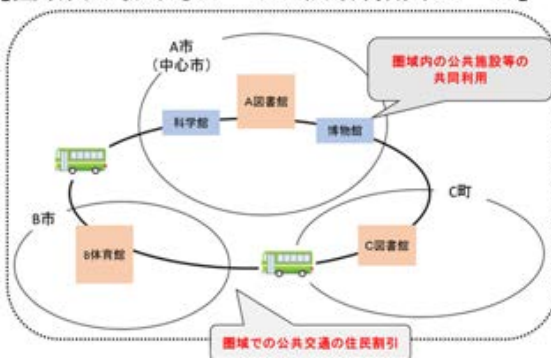 A市
(中心市)
圏域内の公共施設等の
共同利用
A図書館
科学館
博物館
B市
C町
B体育館
C図書館
圏域での公共交通の住民割引